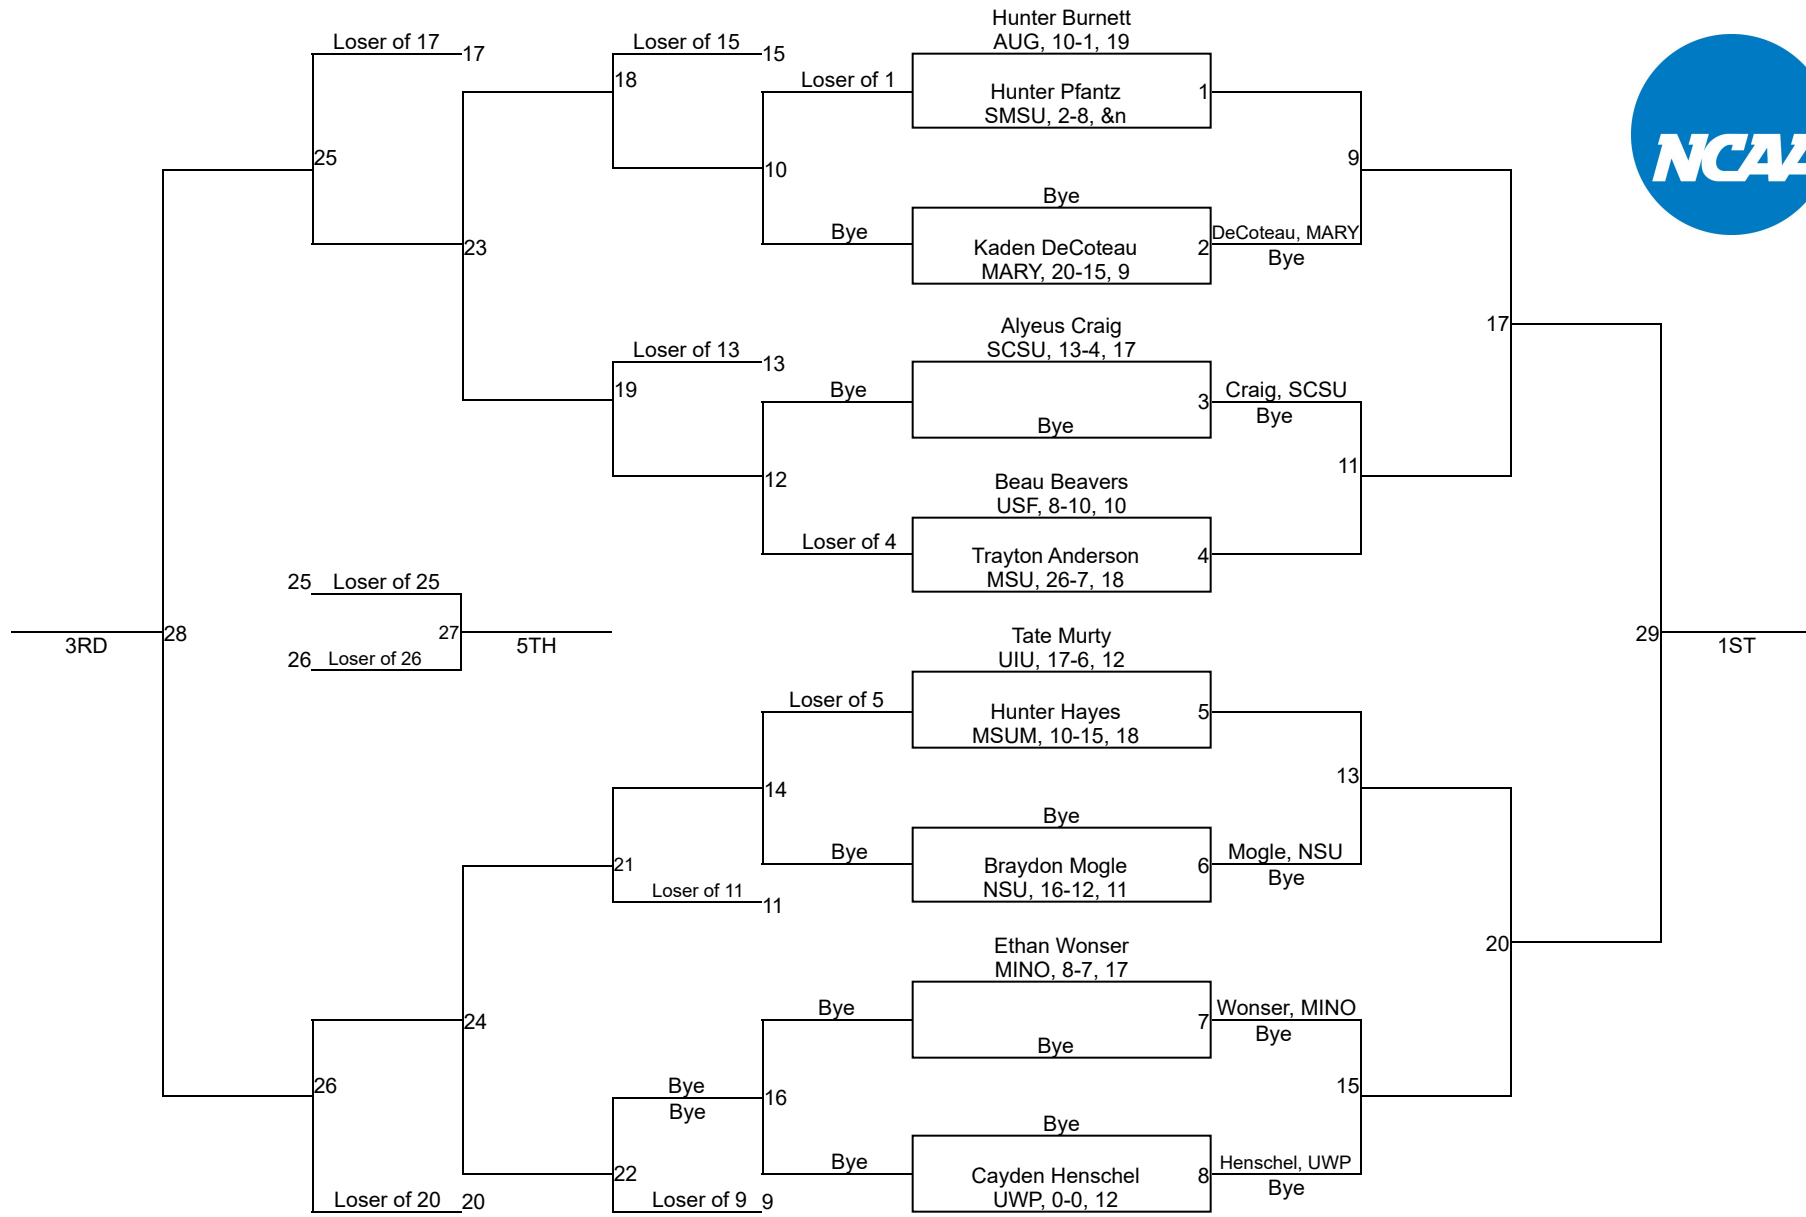 Hunter Burnett
Loser of 17
17
Loser of 15
15
AUG, 10-1, 19
18
Loser of 1
Hunter Pfantz
1
SMSU, 2-8, &n
NCAA
25
10
9
Bye
23
Bye
Kaden DeCoteau
2
DeCoteau, MARY
MARY, 20-15, 9
Bye
Alyeus Craig
17
Loser of 13
13
SCSU, 13-4, 17
19
Bye
3
Craig, SCSU
Bye
Bye
12
11
Beau Beavers
USF, 8-10, 10
Loser of 4
Trayton Anderson
4
MSU, 26-7, 18
25
Loser of 25
3RD
28
27
5TH
Tate Murty
29
1ST
26
Loser of 26
UIU, 17-6, 12
Loser of 5
Hunter Hayes
5
MSUM, 10-15, 18
14
13
Bye
21
Bye
Braydon Mogle
6
Mogle, NSU
NSU, 16-12, 11
Bye
Loser of 11
11
Ethan Wonser
20
MINO, 8-7, 17
24
Bye
7
Wonser, MINO
Bye
Bye
26
Bye
16
15
Bye
Bye
22
Bye
Cayden Henschel
8
Henschel, UWP
UWP, 0-0, 12
Bye
Loser of 20
20
Loser of 9
9